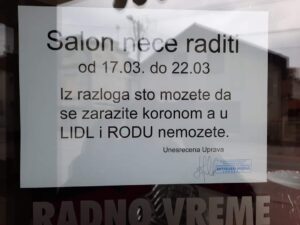 Salon nece raditi
od 17.03. do 22.03
Iz razloga sto mozete da
se zarazite koronom a u
LIDL i RODU nemozete.
Unesrecena Uprava
RADNO VREME